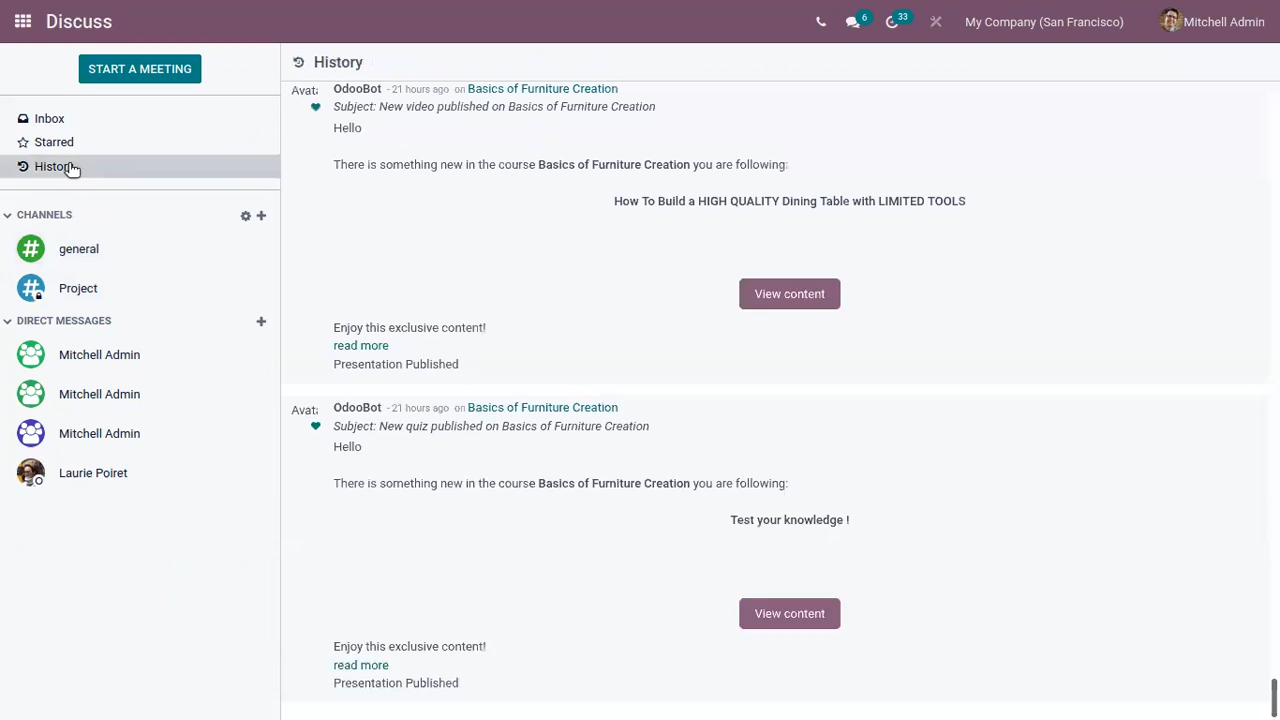 Discuss
6
33
My Company (San Francisco)
Mitchell Admin
START A MEETING
Inbox
Starred
History
CHANNELS
general
Project
DIRECT MESSAGES
Mitchell Admin
Mitchell Admin
Mitchell Admin
Laurie Poiret
History
Avata
OdooBot - 21 hours ago on Basics of Furniture Creation
Subject: New video published on Basics of Furniture Creation
Hello
There is something new in the course Basics of Furniture Creation you are following:
How To Build a HIGH QUALITY Dining Table with LIMITED TOOLS
View content
Enjoy this exclusive content!
read more
Presentation Published
Avata
OdooBot - 21 hours ago on Basics of Furniture Creation
Subject: New quiz published on Basics of Furniture Creation
Hello
There is something new in the course Basics of Furniture Creation you are following:
Test your knowledge !
View content
Enjoy this exclusive content!
read more
Presentation Published